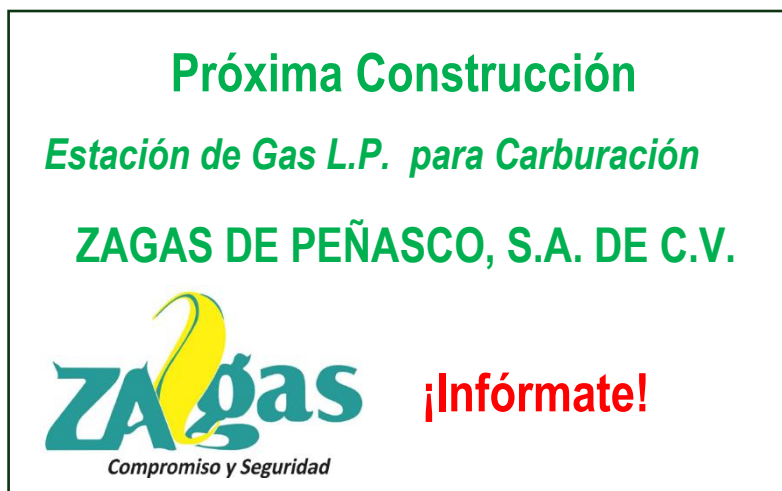 Próxima Construcción
Estación de Gas L.P. para Carburación
ZAGAS DE PEÑASCO, S.A. DE C.V.
ZAgas
Compromiso y Seguridad
¡Infórmate!